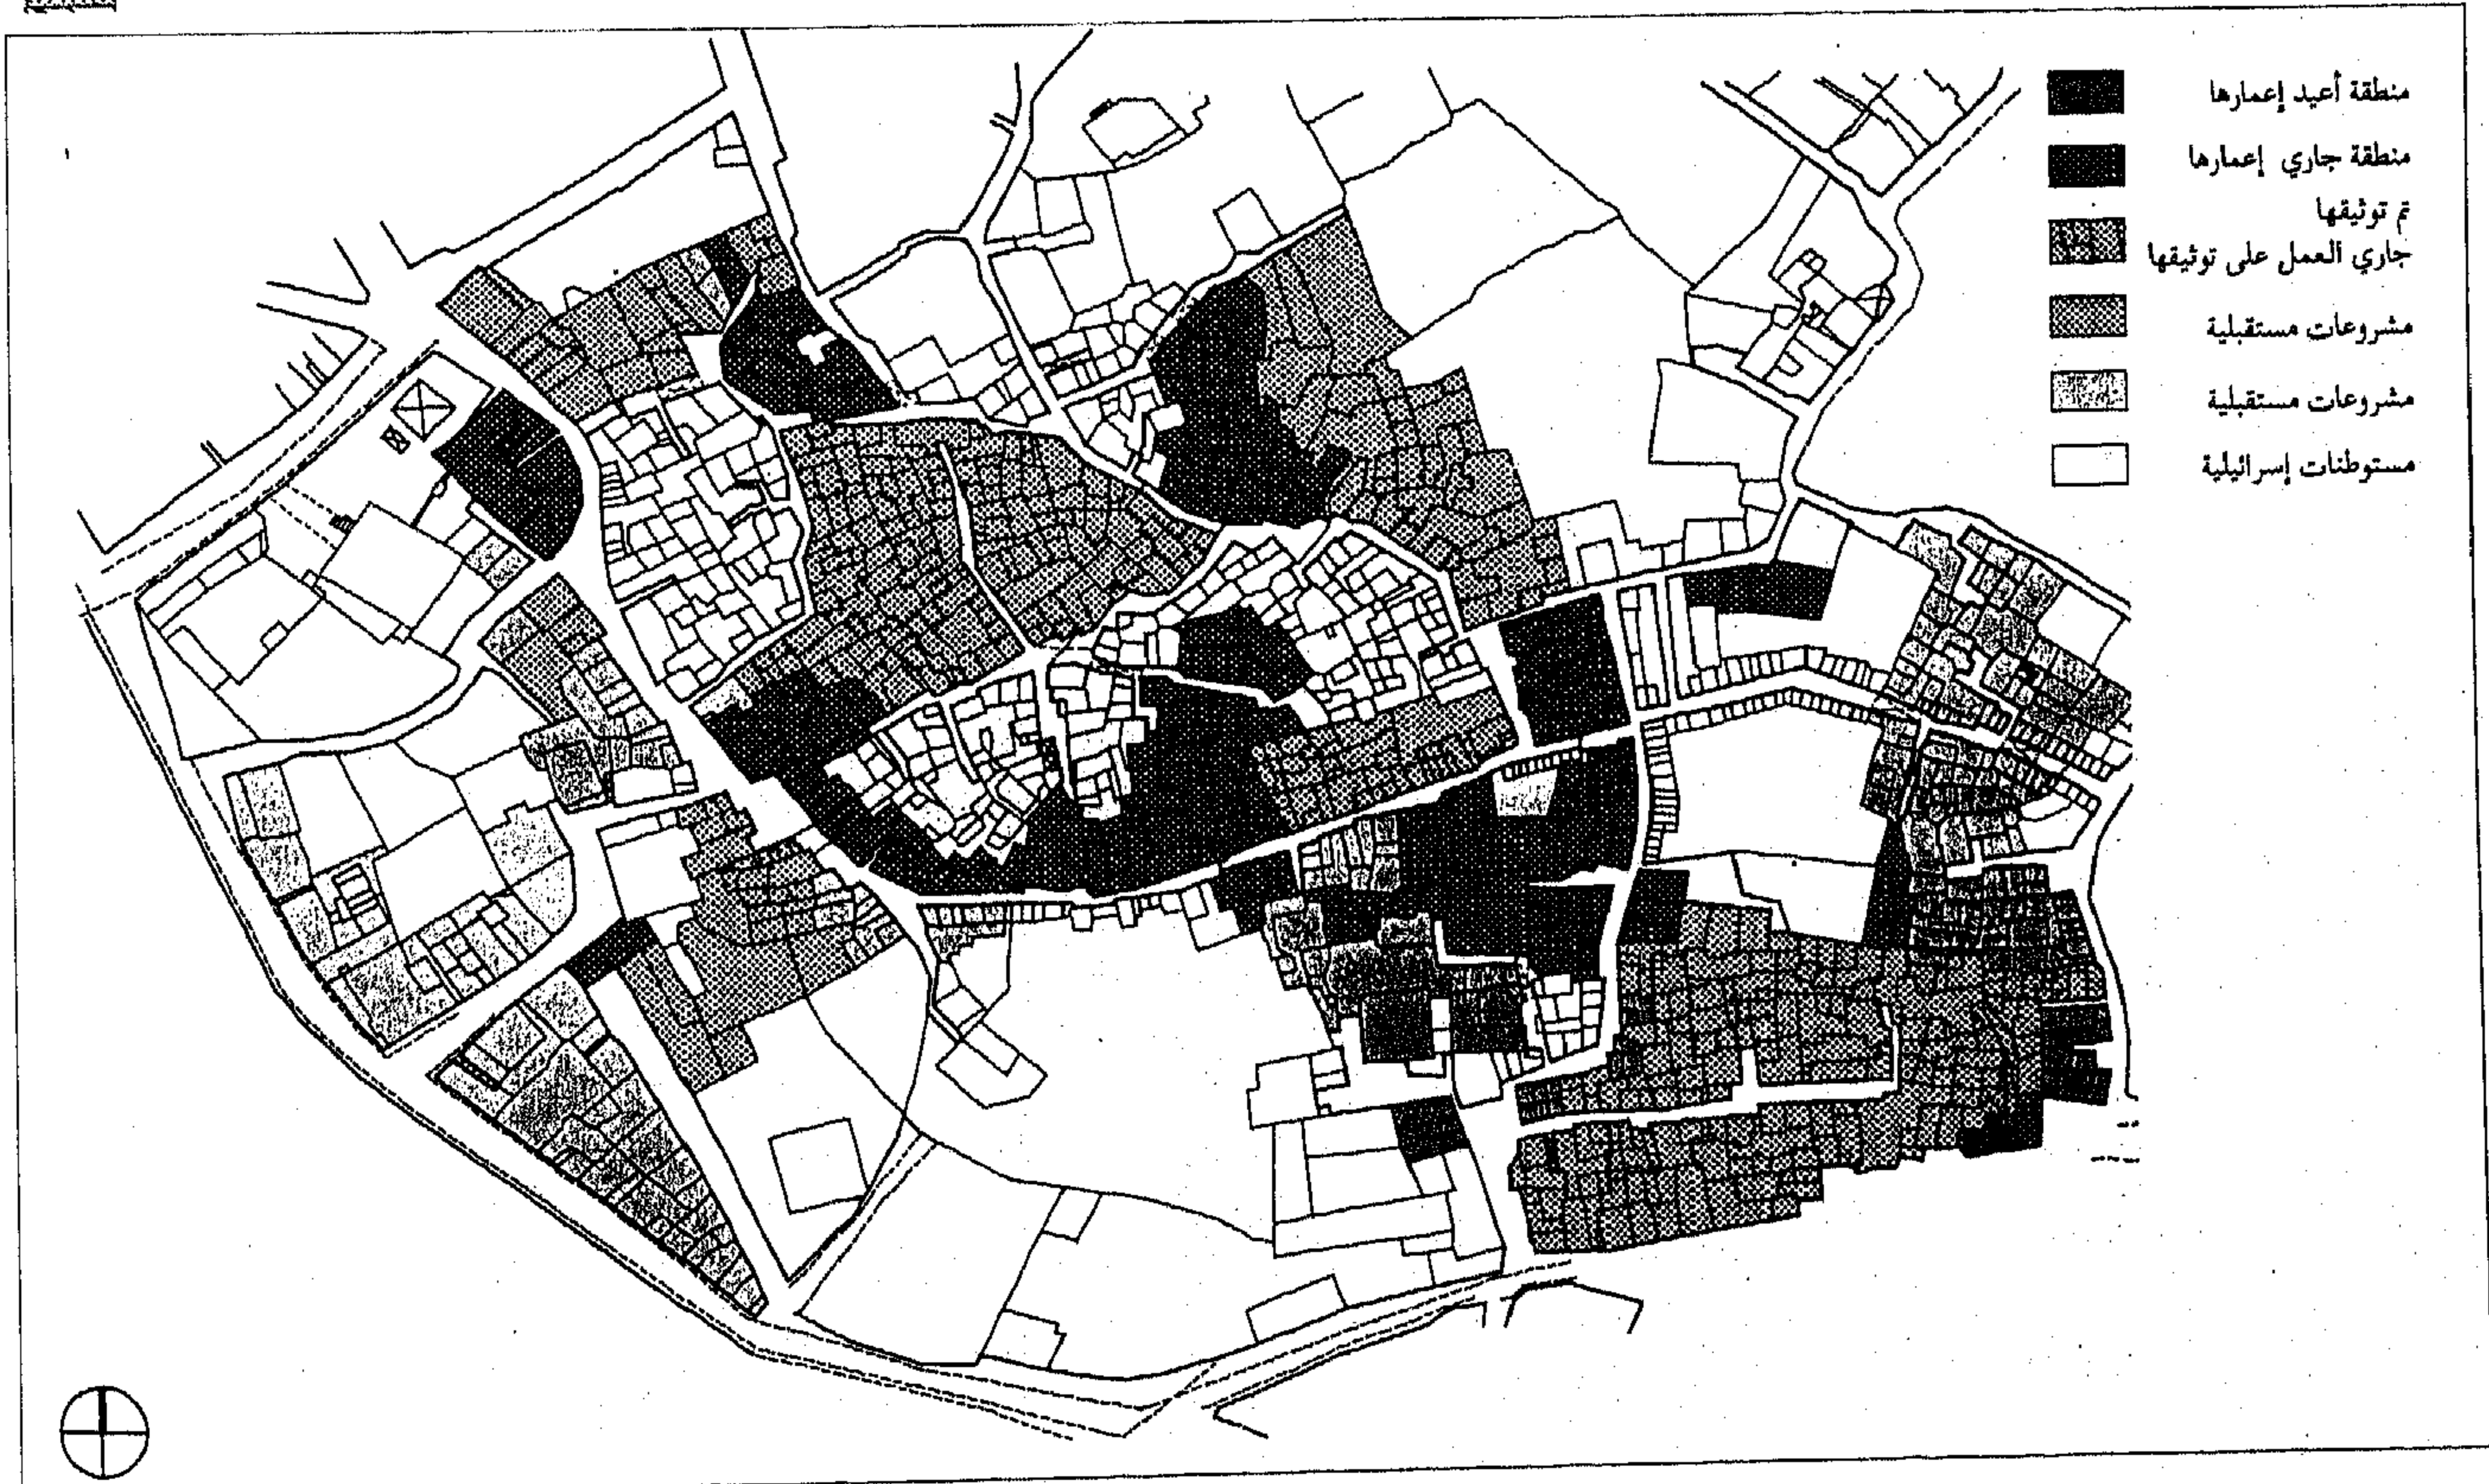 منطقة أعيد إعمارها
منطقة جاري إعمارها
تم توثيقها
جاري العمل على توثيقها
مشروعات مستقبلية
مشروعات مستقبلية
مستوطنات إسرائيلية